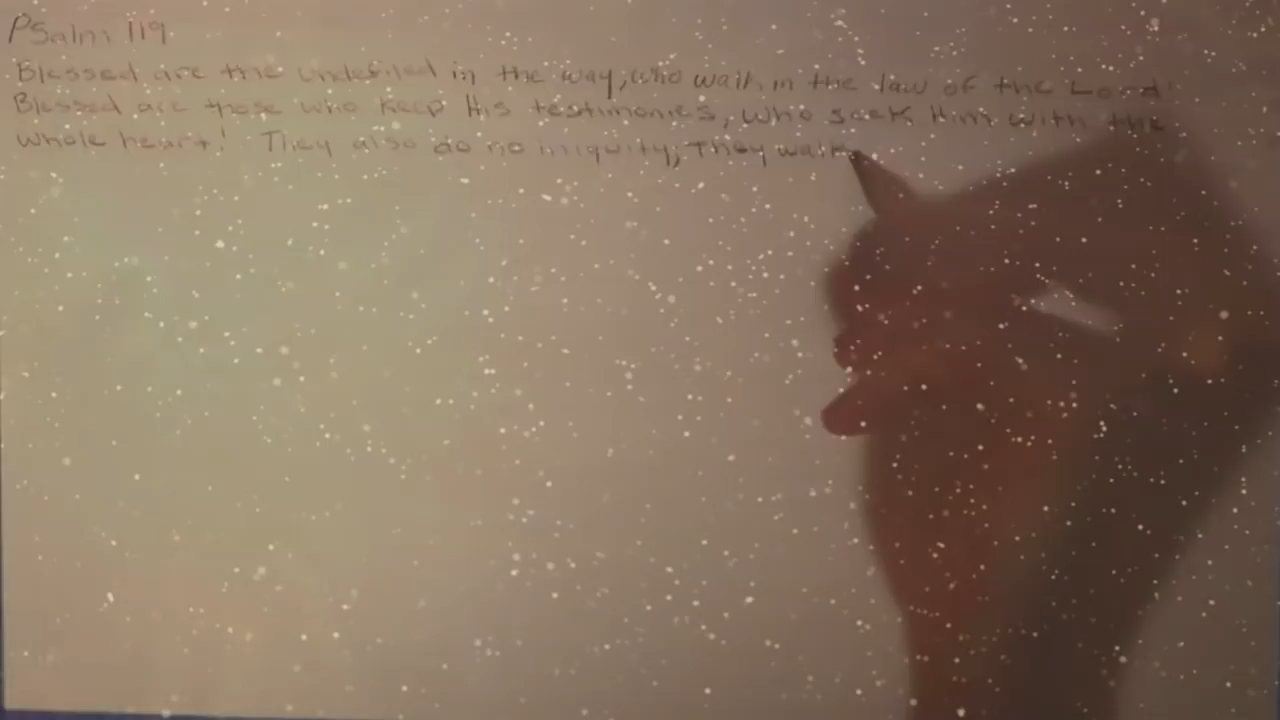 Psalm 119
Blessed are the undefiled in the way, who walk in the law of the Lord!
Blessed are those who keep His testimonies, who seek Him with the
whole heart! They also do no iniquity; They walk